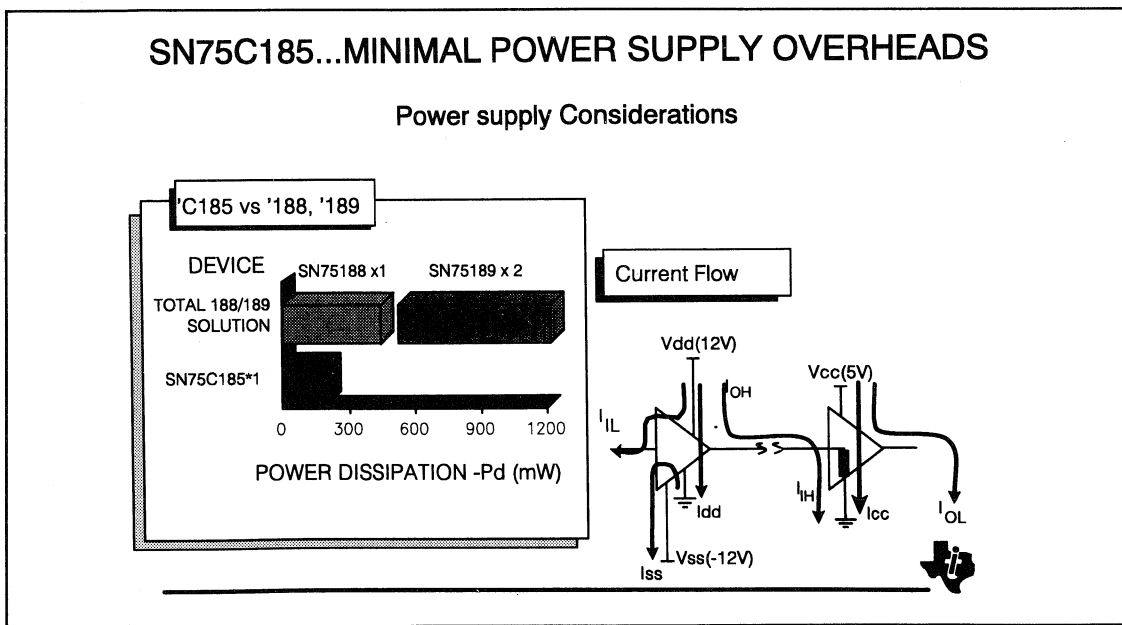 SN75C185...MINIMAL POWER SUPPLY OVERHEADS
Power supply Considerations
'C185 vs '188, '189
DEVICE
SN75188 x1
SN75189 x 2
TOTAL 188/189
SOLUTION
SN75C185*1
0 300 600 900 1200
POWER DISSIPATION -Pd (mW)
Current Flow
Vdd(12V)
IOH
Vcc(5V)
IIL
Idd
IIH
Icc
IOL
Iss
Vss(-12V)
i